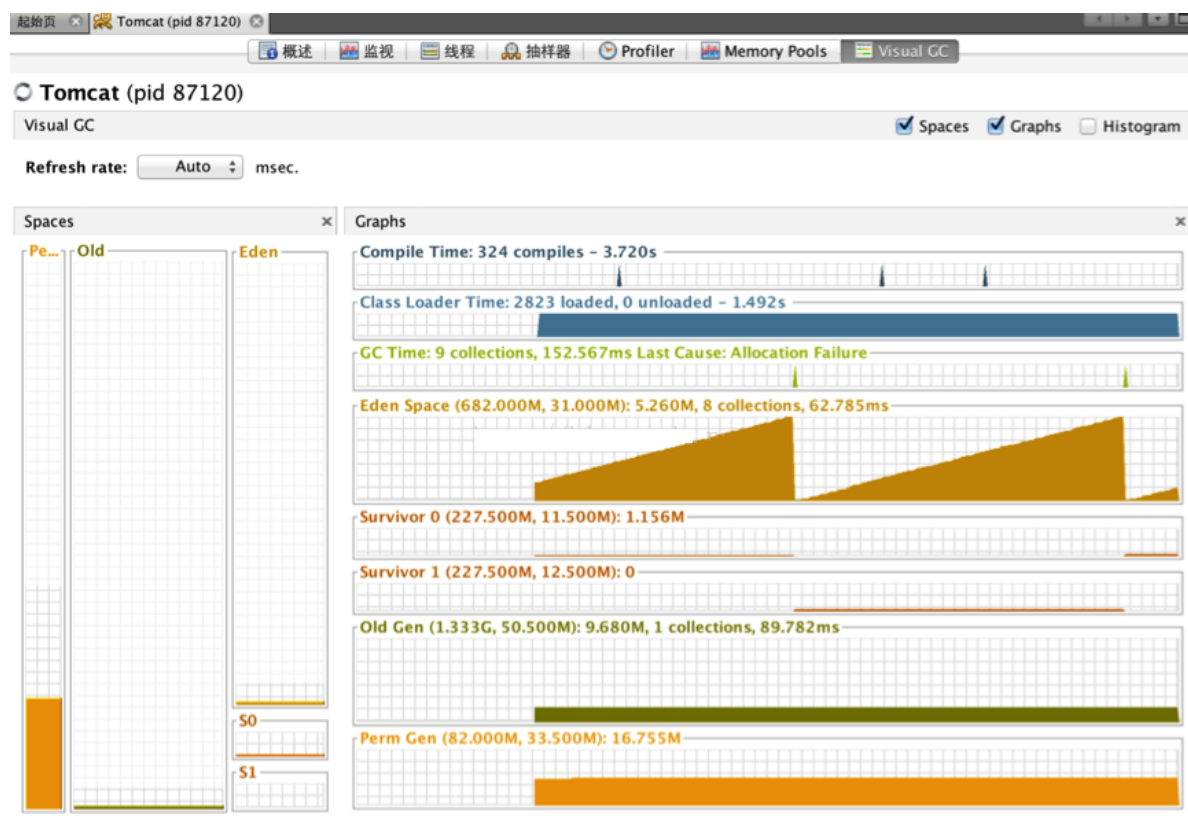 起始页 Tomcat (pid 87120)
概述 监视 线程 抽样器 Profiler Memory Pools Visual GC
Tomcat (pid 87120)
Visual GC Spaces Graphs Histogram
Refresh rate: Auto msec.
Spaces
Pe... Old Eden
S0
S1
Graphs
Compile Time: 324 compiles - 3.720s
Class Loader Time: 2823 loaded, 0 unloaded - 1.492s
GC Time: 9 collections, 152.567ms Last Cause: Allocation Failure
Eden Space (682.000M, 31.000M): 5.260M, 8 collections, 62.785ms
Survivor 0 (227.500M, 11.500M): 1.156M
Survivor 1 (227.500M, 12.500M): 0
Old Gen (1.333G, 50.500M): 9.680M, 1 collections, 89.782ms
Perm Gen (82.000M, 33.500M): 16.755M